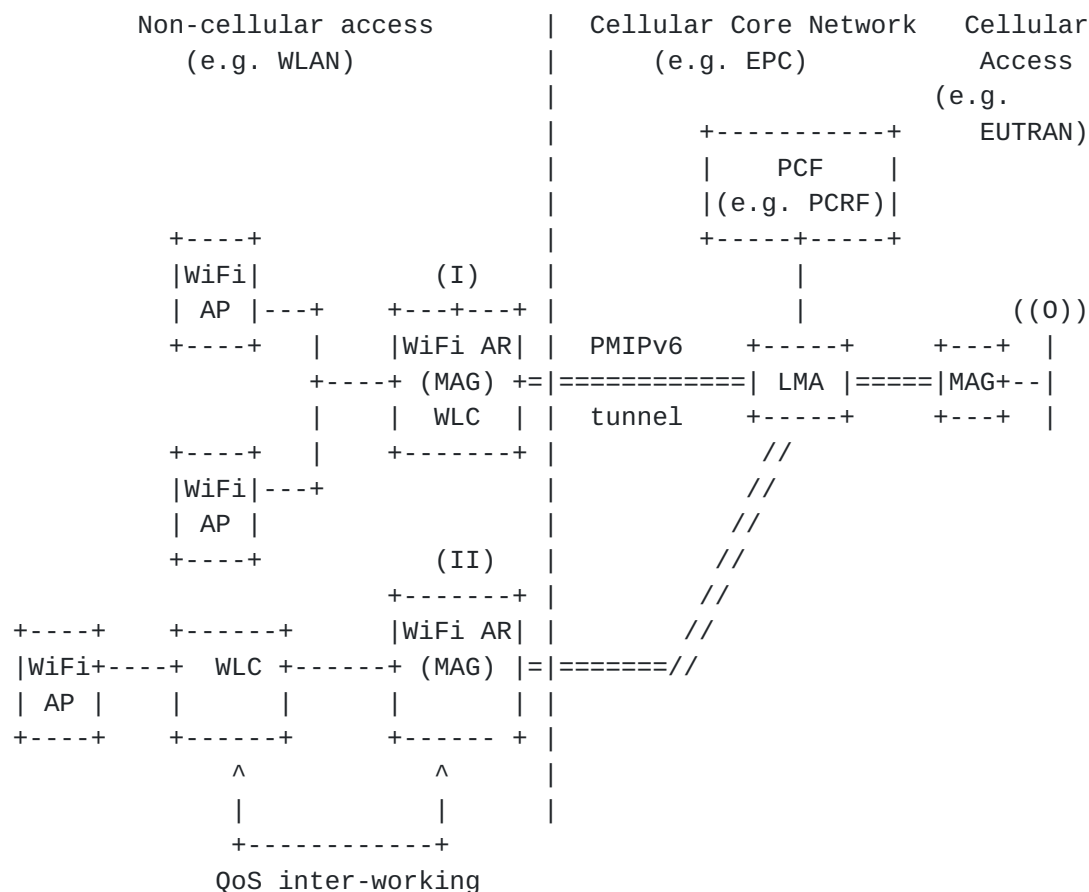 Non-cellular access | Cellular Core Network Cellular
(e.g. WLAN) | (e.g. EPC) Access
| (e.g.
| +-----------+ EUTRAN)
| | PCF |
| |(e.g. PCRF)|
+----+ | +-----+-----+
|WiFi| (I) | |
| AP |---+ +---+---+ | | ((O))
+----+ | |WiFi AR| | PMIPv6 +-----+ +---+ |
+----+ (MAG) +=|============| LMA |=====|MAG+--|
| | WLC | | tunnel +-----+ +---+ |
+----+ | +-------+ | //
|WiFi|---+ | //
| AP | | //
+----+ (II) | //
+-------+ | //
+----+ +------+ |WiFi AR| | //
|WiFi+----+ WLC +------+ (MAG) |=|=======//
| AP | | | | | |
+----+ +------+ +------ + |
^ ^ |
| | |
+------------+
QoS inter-working